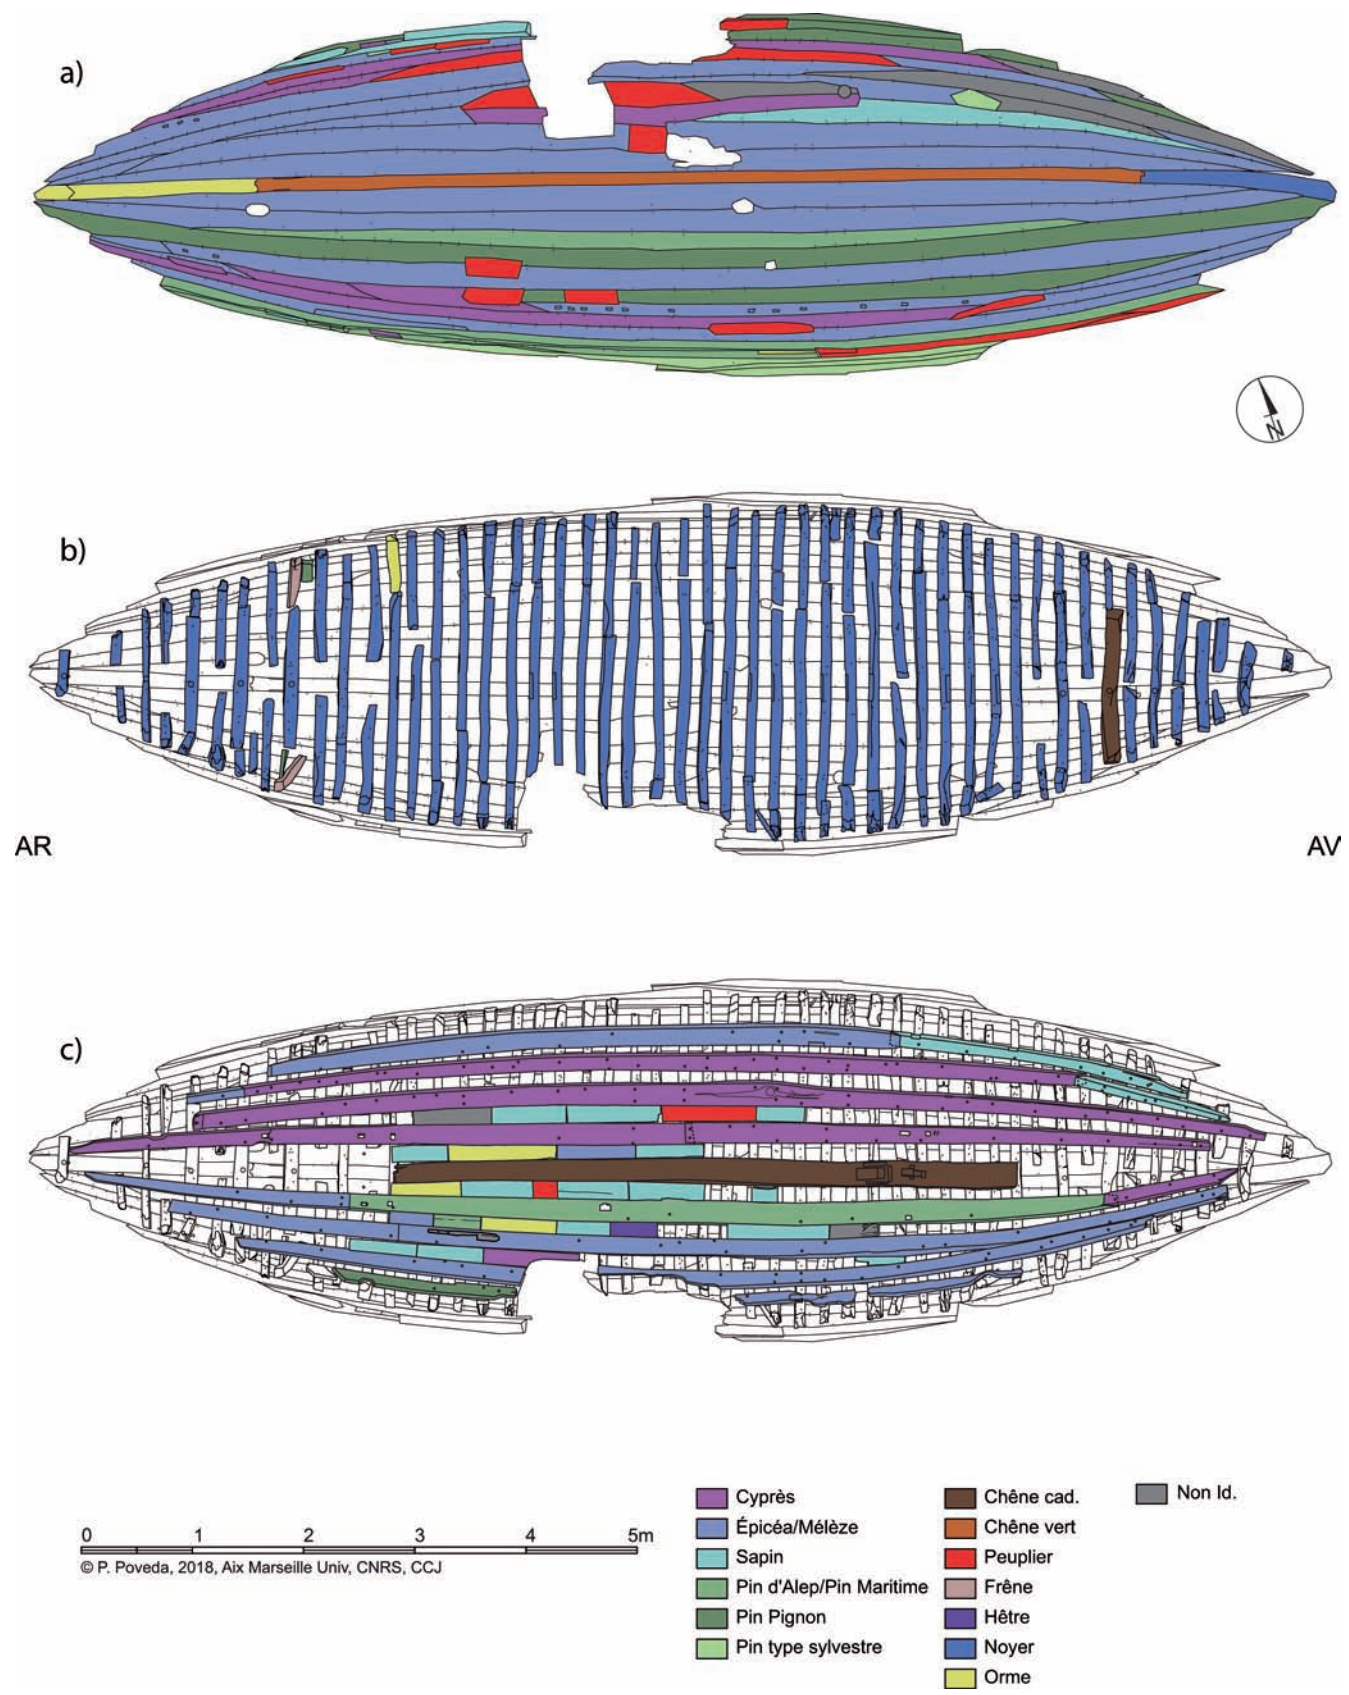 a)
N
b)
AR
AV
c)
0 1 2 3 4 5m
© P. Poveda, 2018, Aix Marseille Univ, CNRS, CCJ
Cyprès
Épicéa/Mélèze
Sapin
Pin d'Alep/Pin Maritime
Pin Pignon
Pin type sylvestre
Chêne cad.
Chêne vert
Peuplier
Frêne
Hêtre
Noyer
Orme
Non Id.